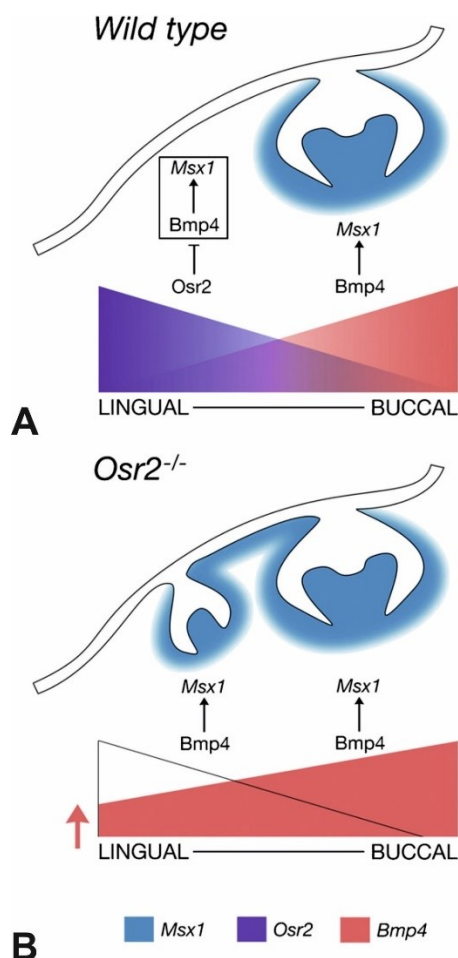 Wild type
Msx1
Bmp4
Osr2
Msx1
Bmp4
LINGUAL
BUCCAL
A
Osr2-/-
Msx1
Bmp4
Msx1
Bmp4
LINGUAL
BUCCAL
Msx1
Osr2
Bmp4
B